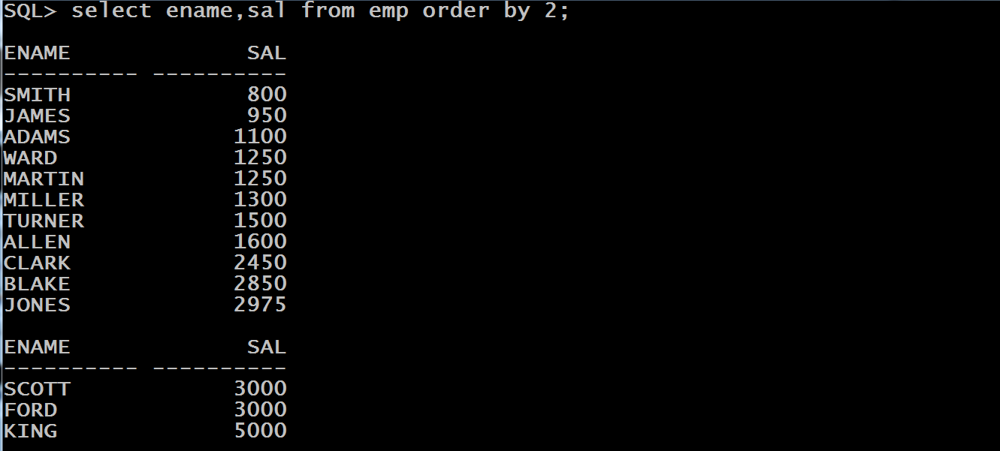 SQL> select ename,sal from emp order by 2;
ENAME             SAL
---------- ----------
SMITH             800
JAMES             950
ADAMS            1100
WARD             1250
MARTIN           1250
MILLER           1300
TURNER           1500
ALLEN            1600
CLARK            2450
BLAKE            2850
JONES            2975
ENAME             SAL
---------- ----------
SCOTT            3000
FORD             3000
KING             5000